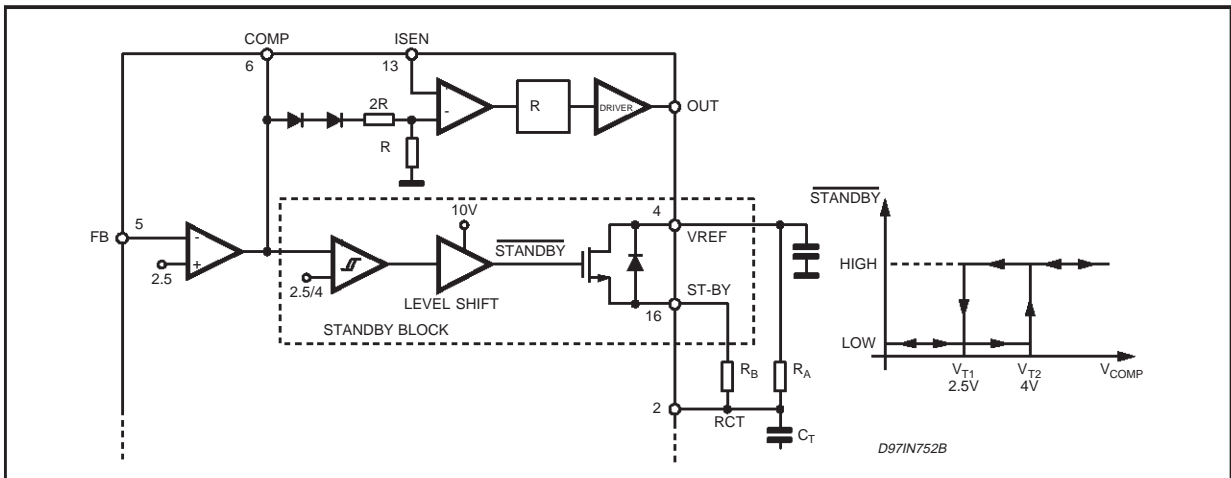 COMP
ISEN
6
13
2R
+
-
R
DRIVER
OUT
R
FB
5
-
+
2.5
10V
STANDBY
4
VREF
2.5/4
LEVEL SHIFT
ST-BY
16
STANDBY BLOCK
RB
RA
2
RCT
CT
STANDBY
HIGH
LOW
VT1
2.5V
VT2
4V
VCOMP
D97IN752B